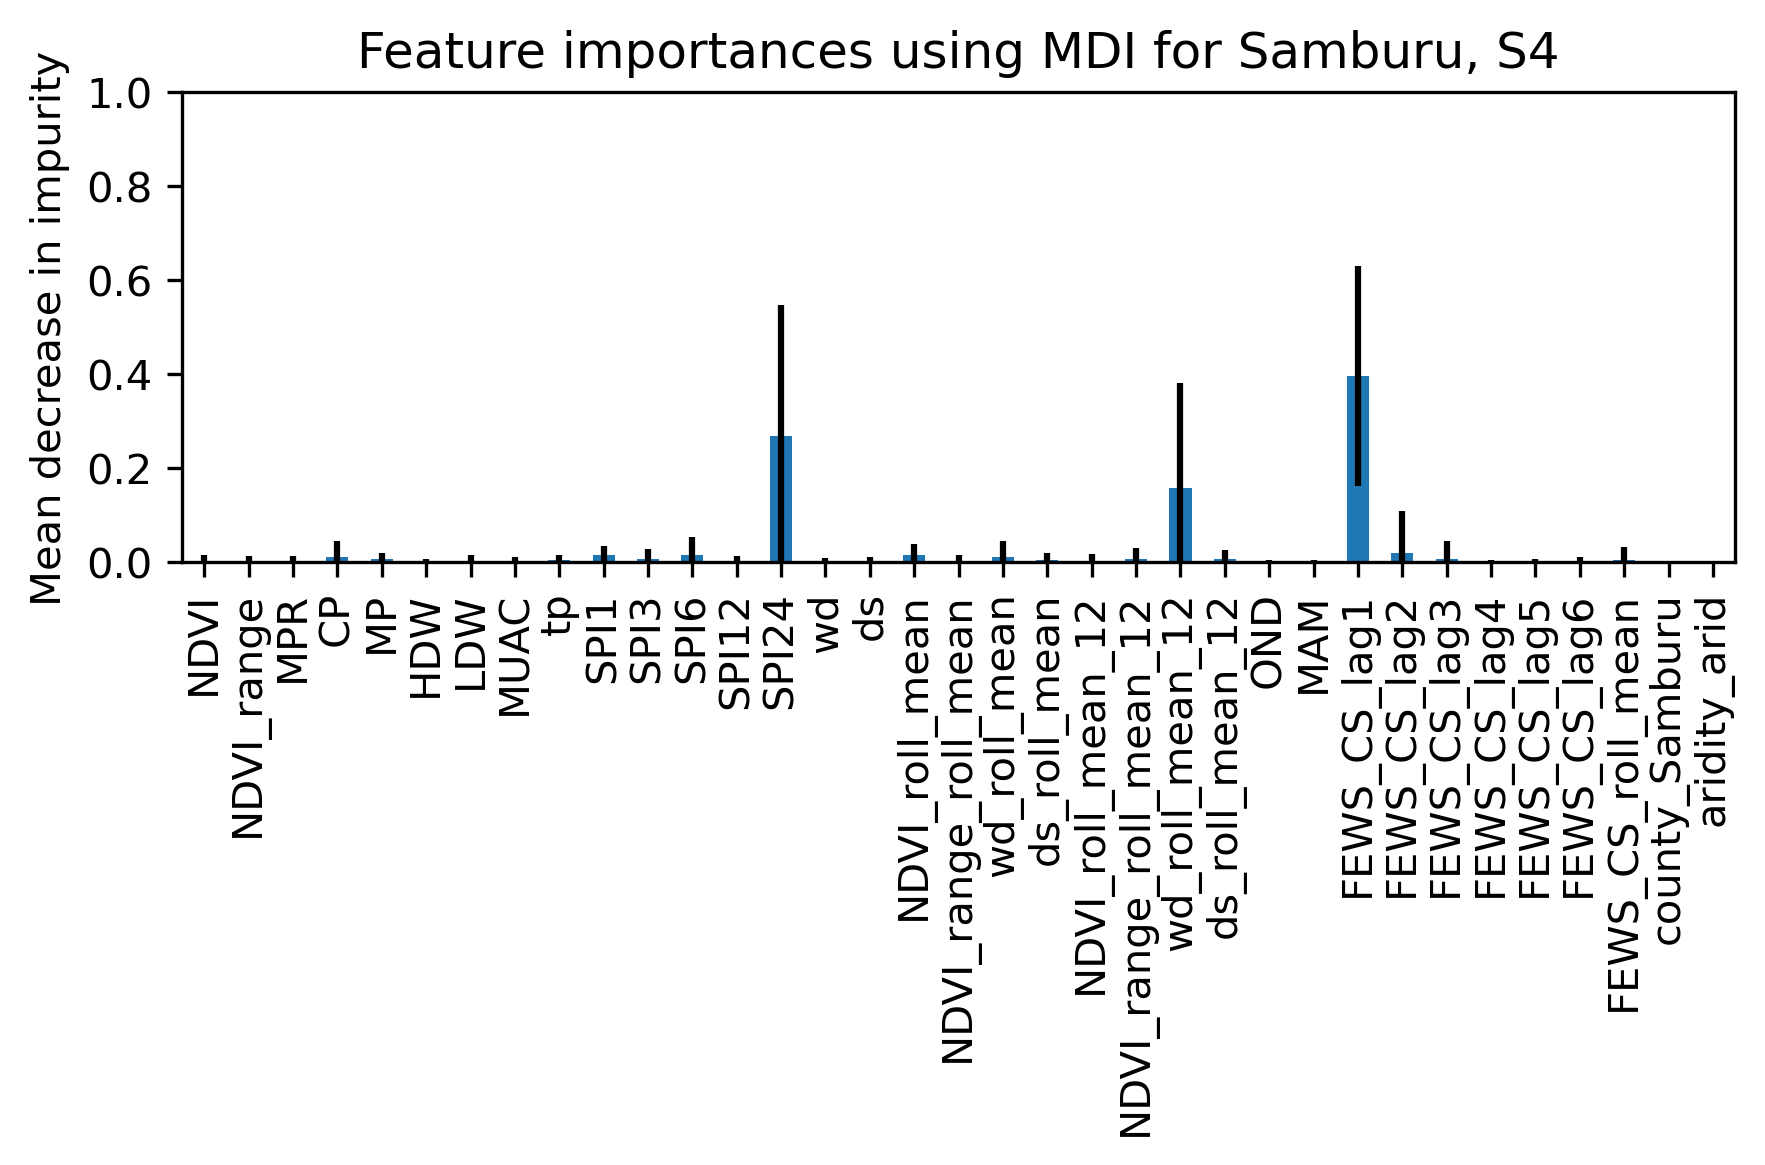 Feature importances using MDI for Samburu, S4
Mean decrease in impurity
1.0
0.8
0.6
0.4
0.2
0.0
NDVI
NDVI_range
MPR
CP
MP
HDW
LDW
MUAC
tp
SPI1
SPI3
SPI6
SPI12
SPI24
wd
ds
NDVI_roll_mean
NDVI_range_roll_mean
wd_roll_mean
ds_roll_mean
NDVI_roll_mean_12
NDVI_range_roll_mean_12
wd_roll_mean_12
ds_roll_mean_12
OND
MAM
FEWS_CS_lag1
FEWS_CS_lag2
FEWS_CS_lag3
FEWS_CS_lag4
FEWS_CS_lag5
FEWS_CS_lag6
FEWS_CS_roll_mean
county_Samburu
aridity_arid